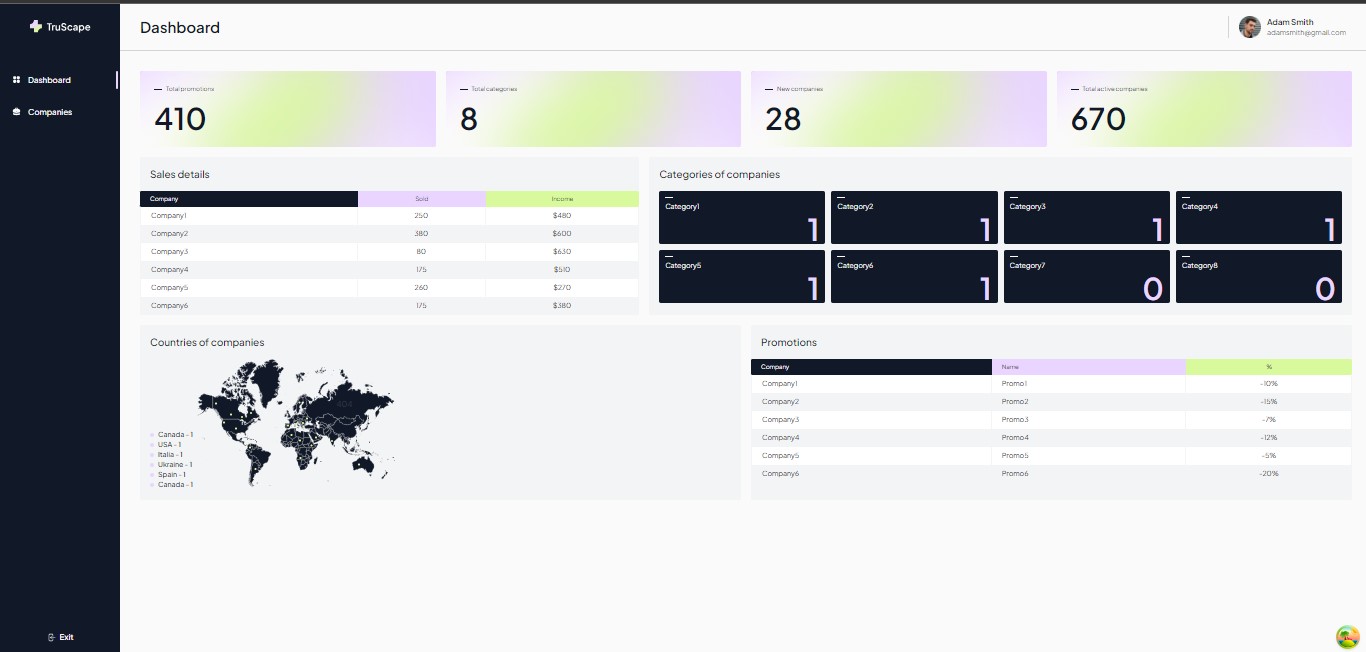 TruScape
Dashboard
Companies
Exit
Dashboard
Adam Smith
adamsmith@gmail.com
Total promotions
410
Total categories
8
New companies
28
Total active companies
670
Sales details
Company Sold Income
Company1 250 $480
Company2 380 $600
Company3 80 $630
Company4 175 $510
Company5 260 $270
Company6 175 $380
Categories of companies
Category1 1
Category2 1
Category3 1
Category4 1
Category5 1
Category6 1
Category7 0
Category8 0
Countries of companies
404
Canada - 1
USA - 1
Italia - 1
Ukraine - 1
Spain - 1
Canada - 1
Promotions
Company Name %
Company1 Promo1 -10%
Company2 Promo2 -15%
Company3 Promo3 -7%
Company4 Promo4 -12%
Company5 Promo5 -5%
Company6 Promo6 -20%